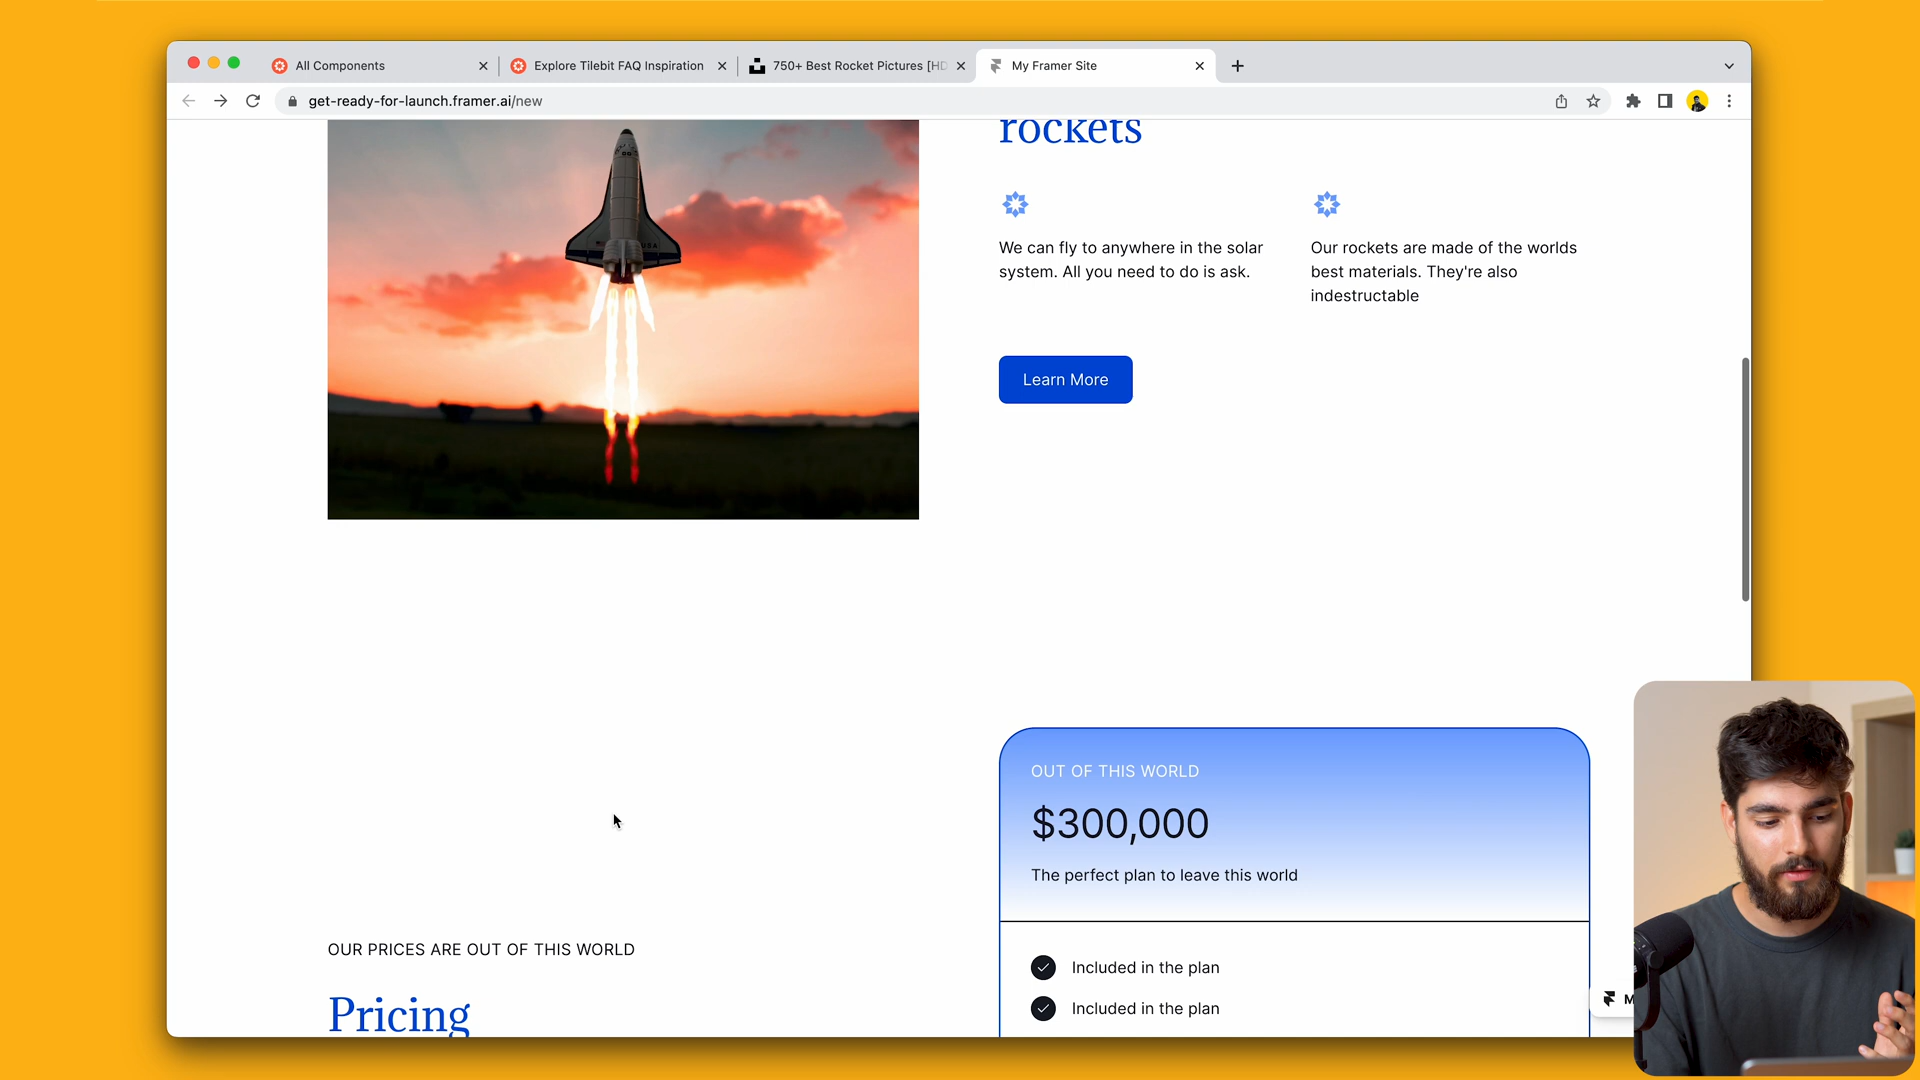 All Components
Explore Tilebit FAQ Inspiration
750+ Best Rocket Pictures [HD
My Framer Site
get-ready-for-launch.framer.ai/new
rockets
We can fly to anywhere in the solar
system. All you need to do is ask.
Our rockets are made of the worlds
best materials. They're also
indestructable
Learn More
USA
OUT OF THIS WORLD
$300,000
The perfect plan to leave this world
Included in the plan
Included in the plan
OUR PRICES ARE OUT OF THIS WORLD
Pricing
M